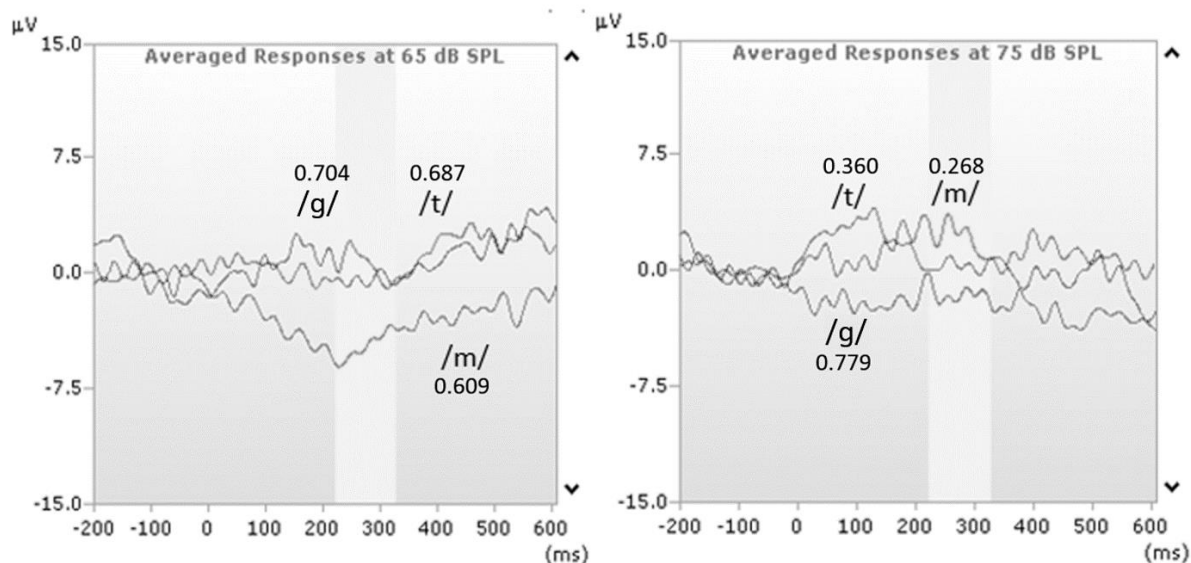 µV
Averaged Responses at 65 dB SPL
15.0
7.5
0.0
-7.5
-15.0
0.704
/g/
0.687
/t/
/m/
0.609
-200 -100 0 100 200 300 400 500 600
(ms)
µV
Averaged Responses at 75 dB SPL
15.0
7.5
0.0
-7.5
-15.0
0.360
/t/
0.268
/m/
/g/
0.779
-200 -100 0 100 200 300 400 500 600
(ms)